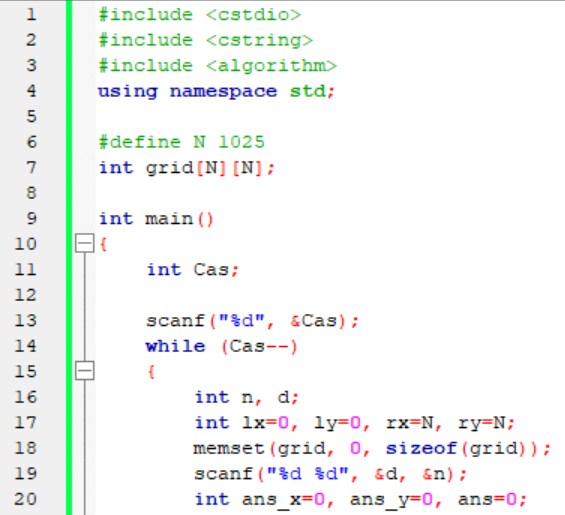 1 #include <cstdio>
2 #include <cstring>
3 #include <algorithm>
4 using namespace std;
5
6 #define N 1025
7 int grid[N][N];
8
9 int main()
10 {
11 int Cas;
12
13 scanf("%d", &Cas);
14 while (Cas--)
15 {
16 int n, d;
17 int lx=0, ly=0, rx=N, ry=N;
18 memset(grid, 0, sizeof(grid));
19 scanf("%d %d", &d, &n);
20 int ans_x=0, ans_y=0, ans=0;